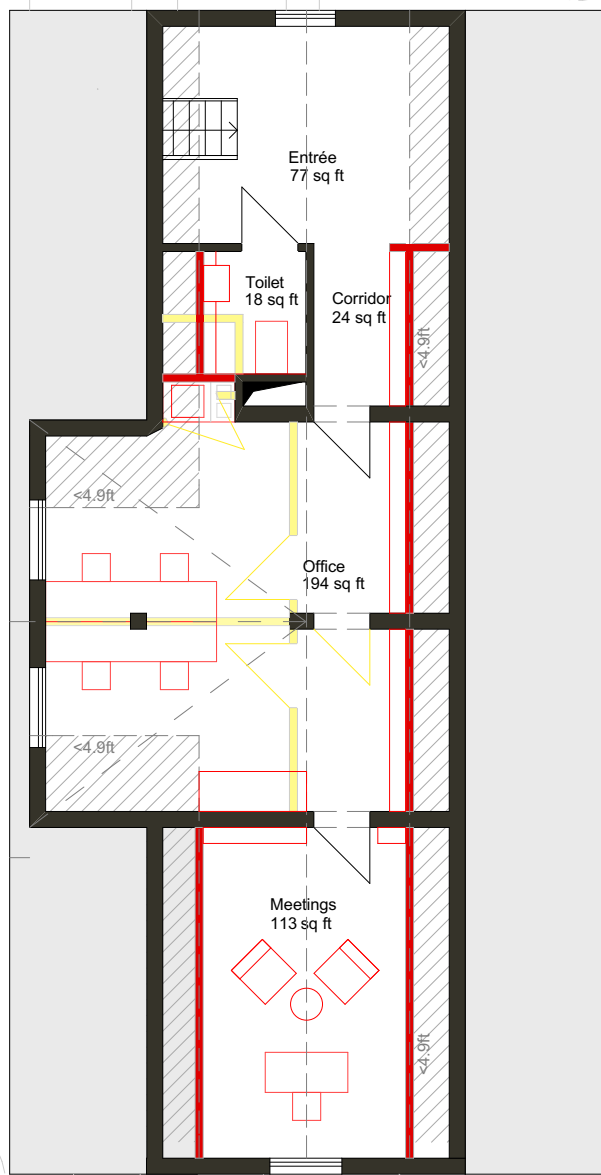 Entrée
77 sq ft
Toilet
18 sq ft
Corridor
24 sq ft
<4.9ft
<4.9ft
Office
194 sq ft
<4.9ft
Meetings
113 sq ft
<4.9ft